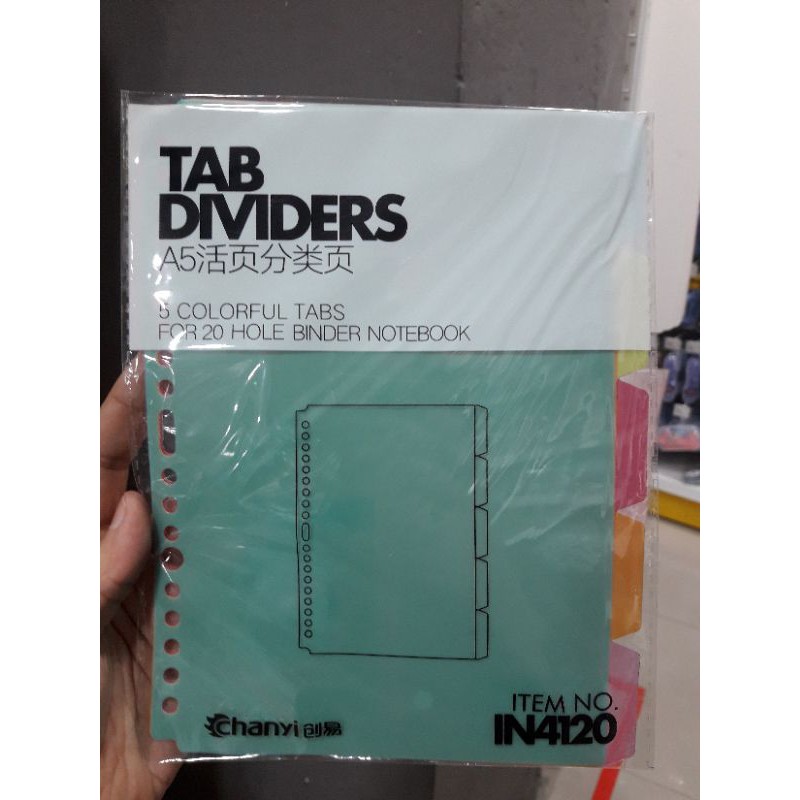 TAB
DIVIDERS
A5活页分类页
5 COLORFUL TABS
FOR 20 HOLE BINDER NOTEBOOK
Chanyi 创易
ITEM NO.
IN4120